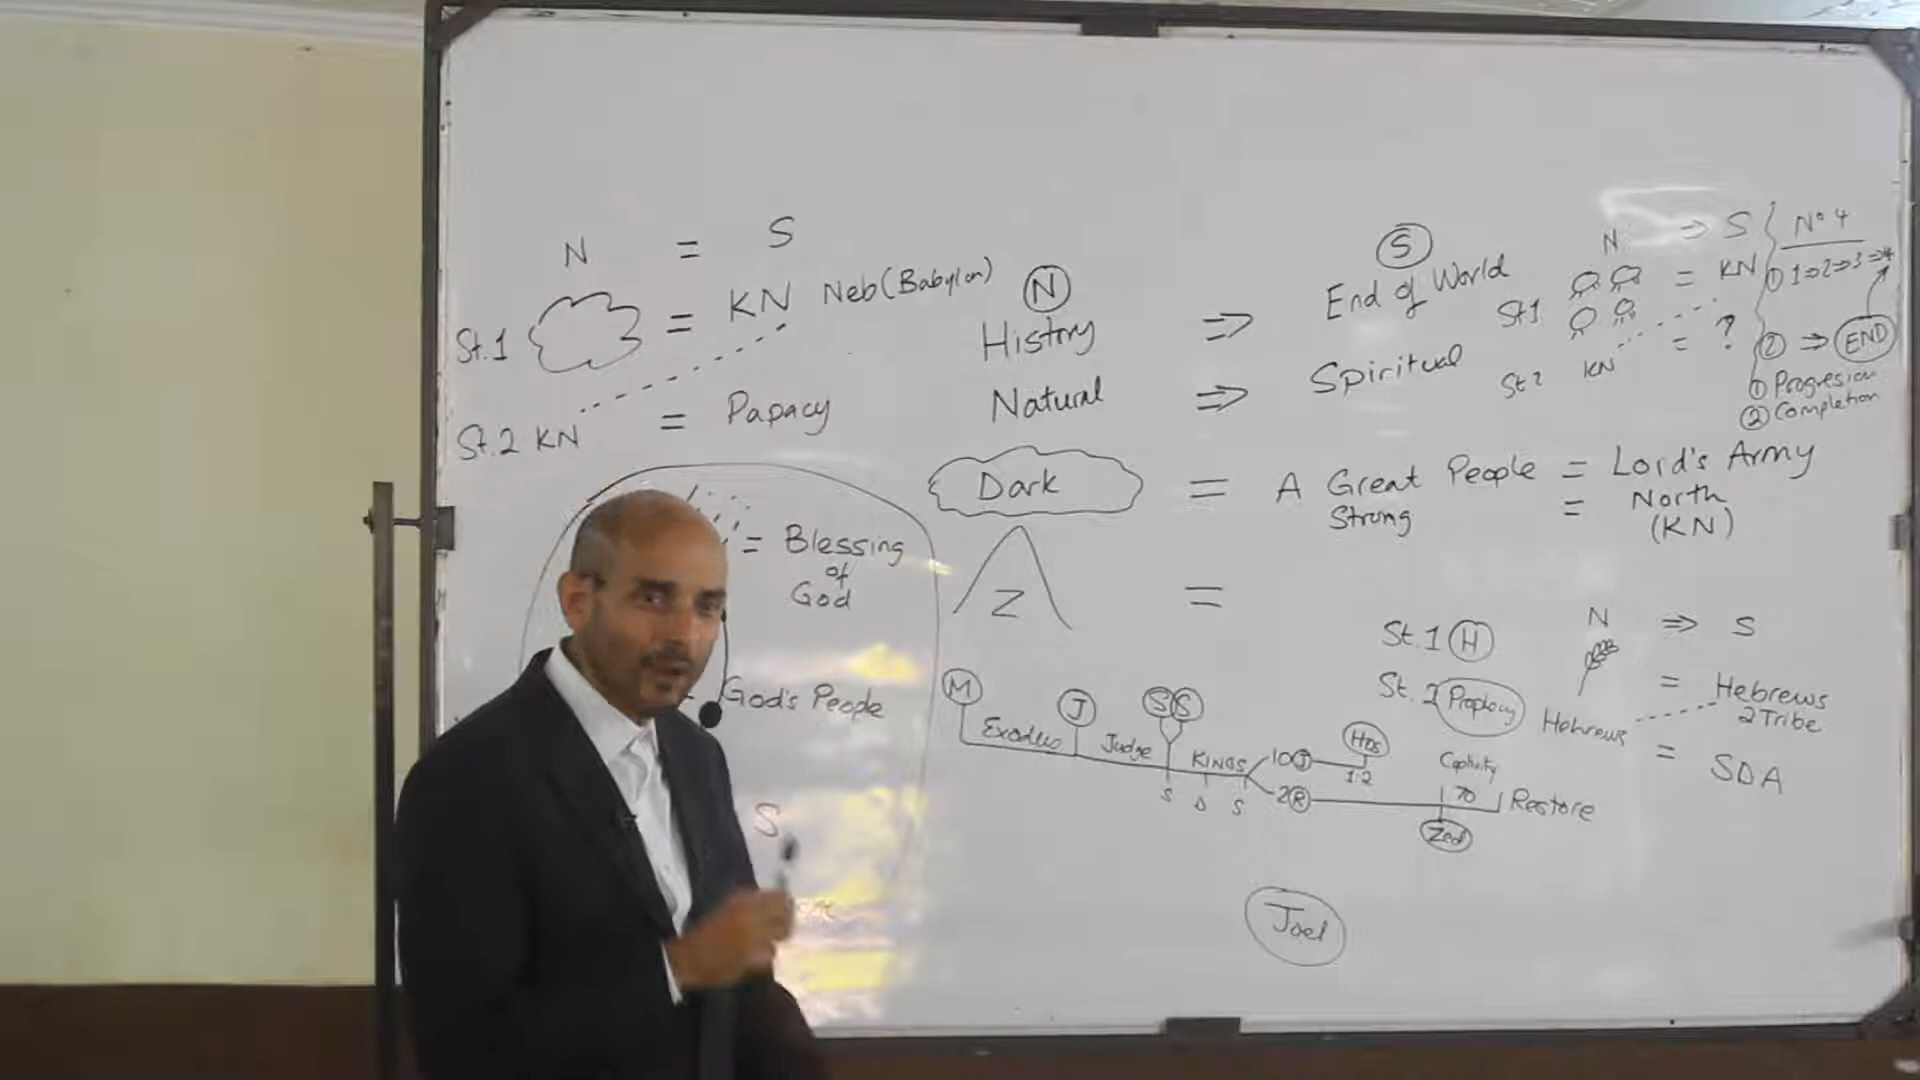 N = S
St.1 = KN Neb(Babylon)
St.2 KN = Papacy
N
History ⇒ End of World
S
Natural ⇒ Spiritual
N ⇒ S
St1 = KN
St2 KN = ?
N° 4
① 1⇒2⇒3⇒4
② ⇒ END
① Progresion
② Completion
Dark = A Great People = Lord's Army
Strong = North
(KN)
= Blessing
of
God
God's People
Z =
N ⇒ S
St.1 H = Hebrews
2 Tribe
St.2 Prophecy Hebrews = SDA
M J S S
Exodus Judge KINGS
S D S
10 J Hos
1:2
2 R
Captivity
70 Restore
Zed
S
Joel